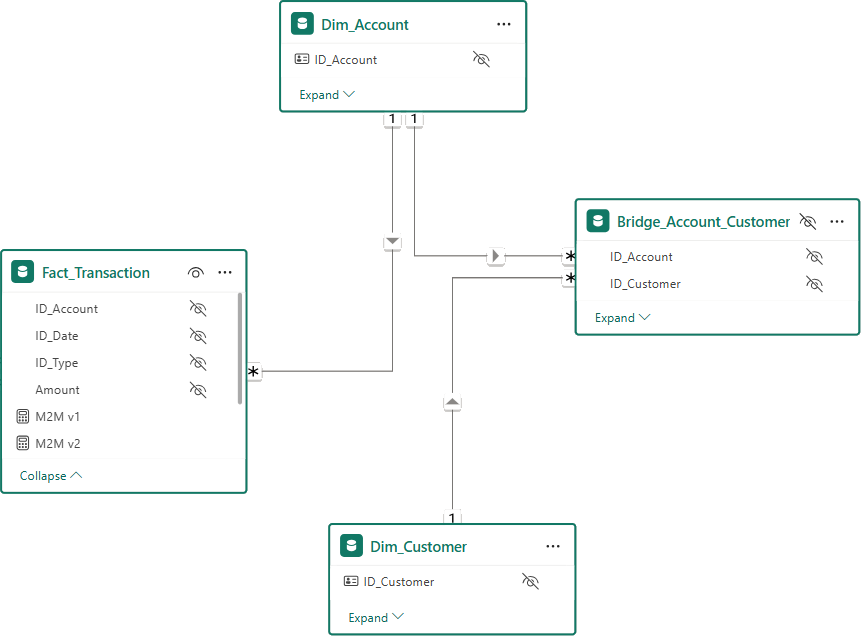 Dim_Account
ID_Account
Expand
1 1
Bridge_Account_Customer
ID_Account
ID_Customer
Expand
*
*
Fact_Transaction
ID_Account
ID_Date
ID_Type
Amount
M2M v1
M2M v2
Collapse
*
1
Dim_Customer
ID_Customer
Expand